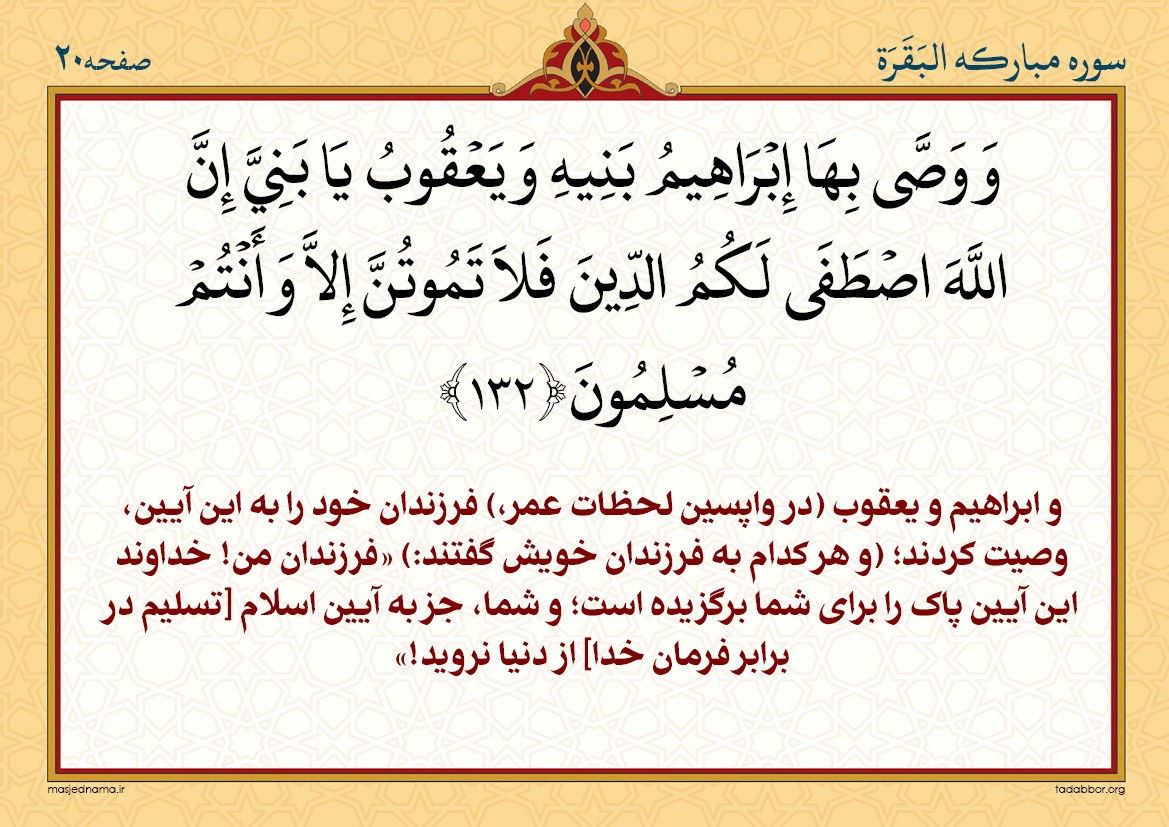 سوره مبارکه البَقَرَة
صفحه۲۰
وَ وَصَّى بِهَا إِبْرَاهِيمُ بَنِيهِ وَ يَعْقُوبُ يَا بَنِيَّ إِنَّ
اللَّهَ اصْطَفَى لَكُمُ الدِّينَ فَلاَ تَمُوتُنَّ إِلاَّ وَ أَنْتُمْ
مُسْلِمُونَ ﴿۱۳۲﴾
و ابراهیم و یعقوب (در واپسین لحظات عمر،) فرزندان خود را به این آیین،
وصیت کردند؛ (و هر کدام به فرزندان خویش گفتند:) «فرزندان من! خداوند
این آیین پاک را برای شما برگزیده است؛ و شما، جز به آیین اسلام [تسلیم در
برابر فرمان خدا] از دنیا نروید!»
masjednama.ir
tadabbor.org